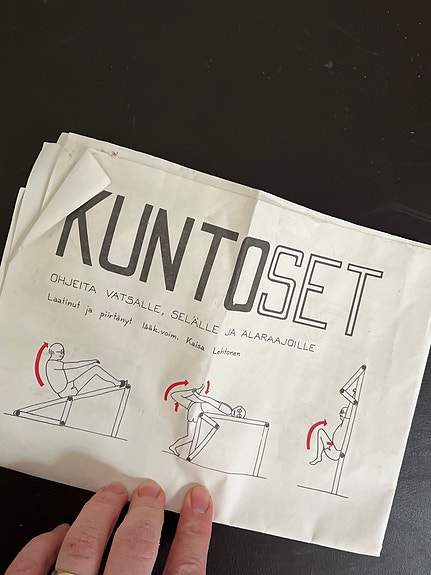 KUNTOSET
OHJEITA VATSALLE, SELÄLLE JA ALARAAJOILLE
Laatinut ja piirtänyt lääk.voim. Kaisa Lehtonen